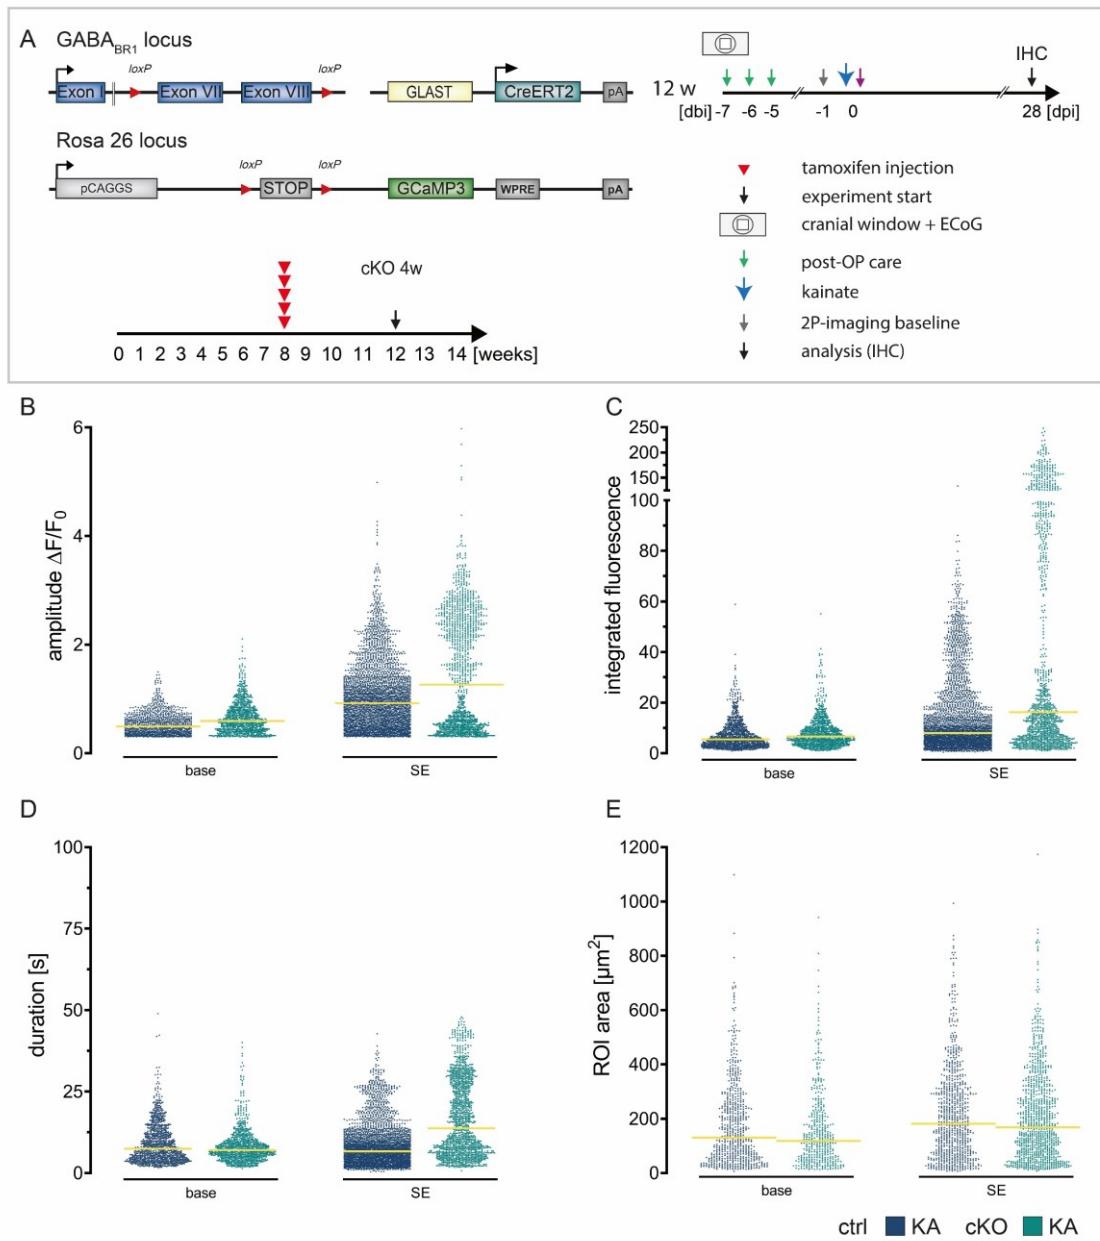 A
GABA_BR1 locus
loxP loxP
Exon I Exon VII Exon VIII GLAST CreERT2 pA
Rosa 26 locus
loxP loxP
pCAGGS STOP GCaMP3 WPRE pA
cKO 4w
0 1 2 3 4 5 6 7 8 9 10 11 12 13 14 [weeks]
IHC
12 w
[dbi] -7 -6 -5 -1 0 28 [dpi]
tamoxifen injection
experiment start
cranial window + ECoG
post-OP care
kainate
2P-imaging baseline
analysis (IHC)
B
amplitude ΔF/F₀
6
4
2
0
base SE
C
integrated fluorescence
250
200
150
100
80
60
40
20
0
base SE
D
duration [s]
100
75
50
25
0
base SE
E
ROI area [µm²]
1200
1000
800
600
400
200
0
base SE
ctrl KA cKO KA